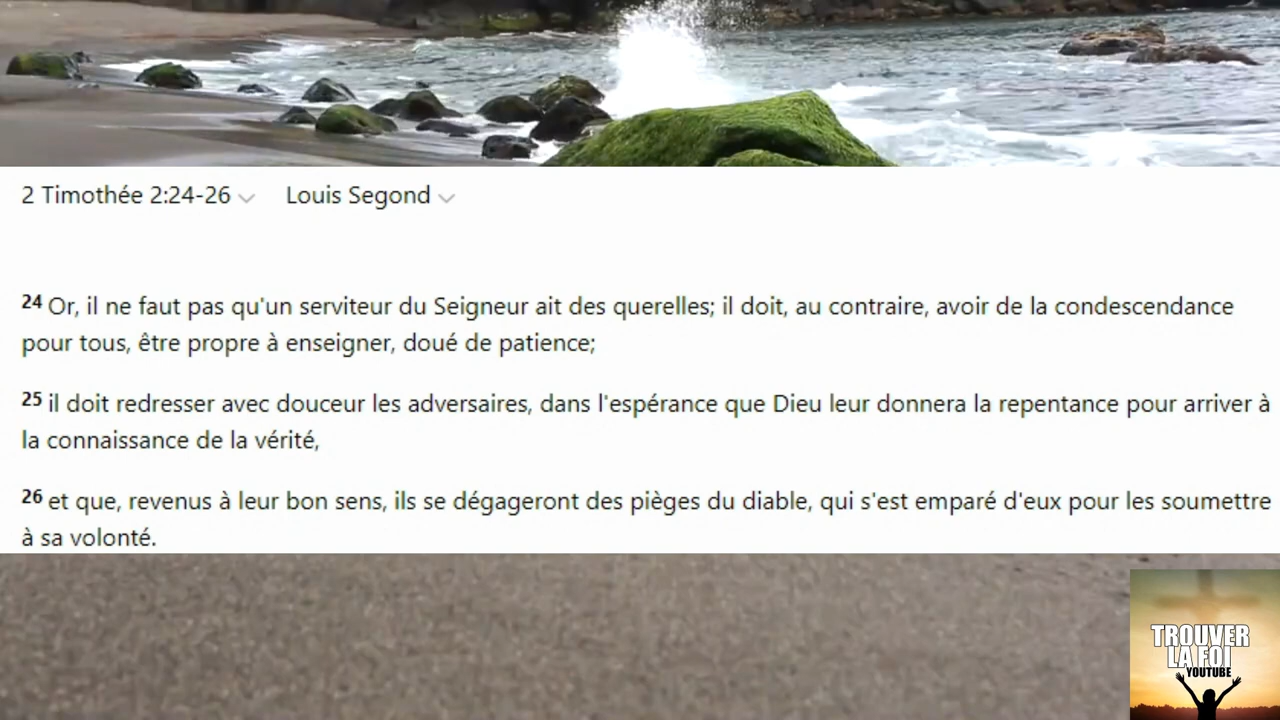 2 Timothée 2:24-26 Louis Segond
24 Or, il ne faut pas qu'un serviteur du Seigneur ait des querelles; il doit, au contraire, avoir de la condescendance
pour tous, être propre à enseigner, doué de patience;
25 il doit redresser avec douceur les adversaires, dans l'espérance que Dieu leur donnera la repentance pour arriver à
la connaissance de la vérité,
26 et que, revenus à leur bon sens, ils se dégageront des pièges du diable, qui s'est emparé d'eux pour les soumettre
à sa volonté.
TROUVER
LA FOI
YOUTUBE